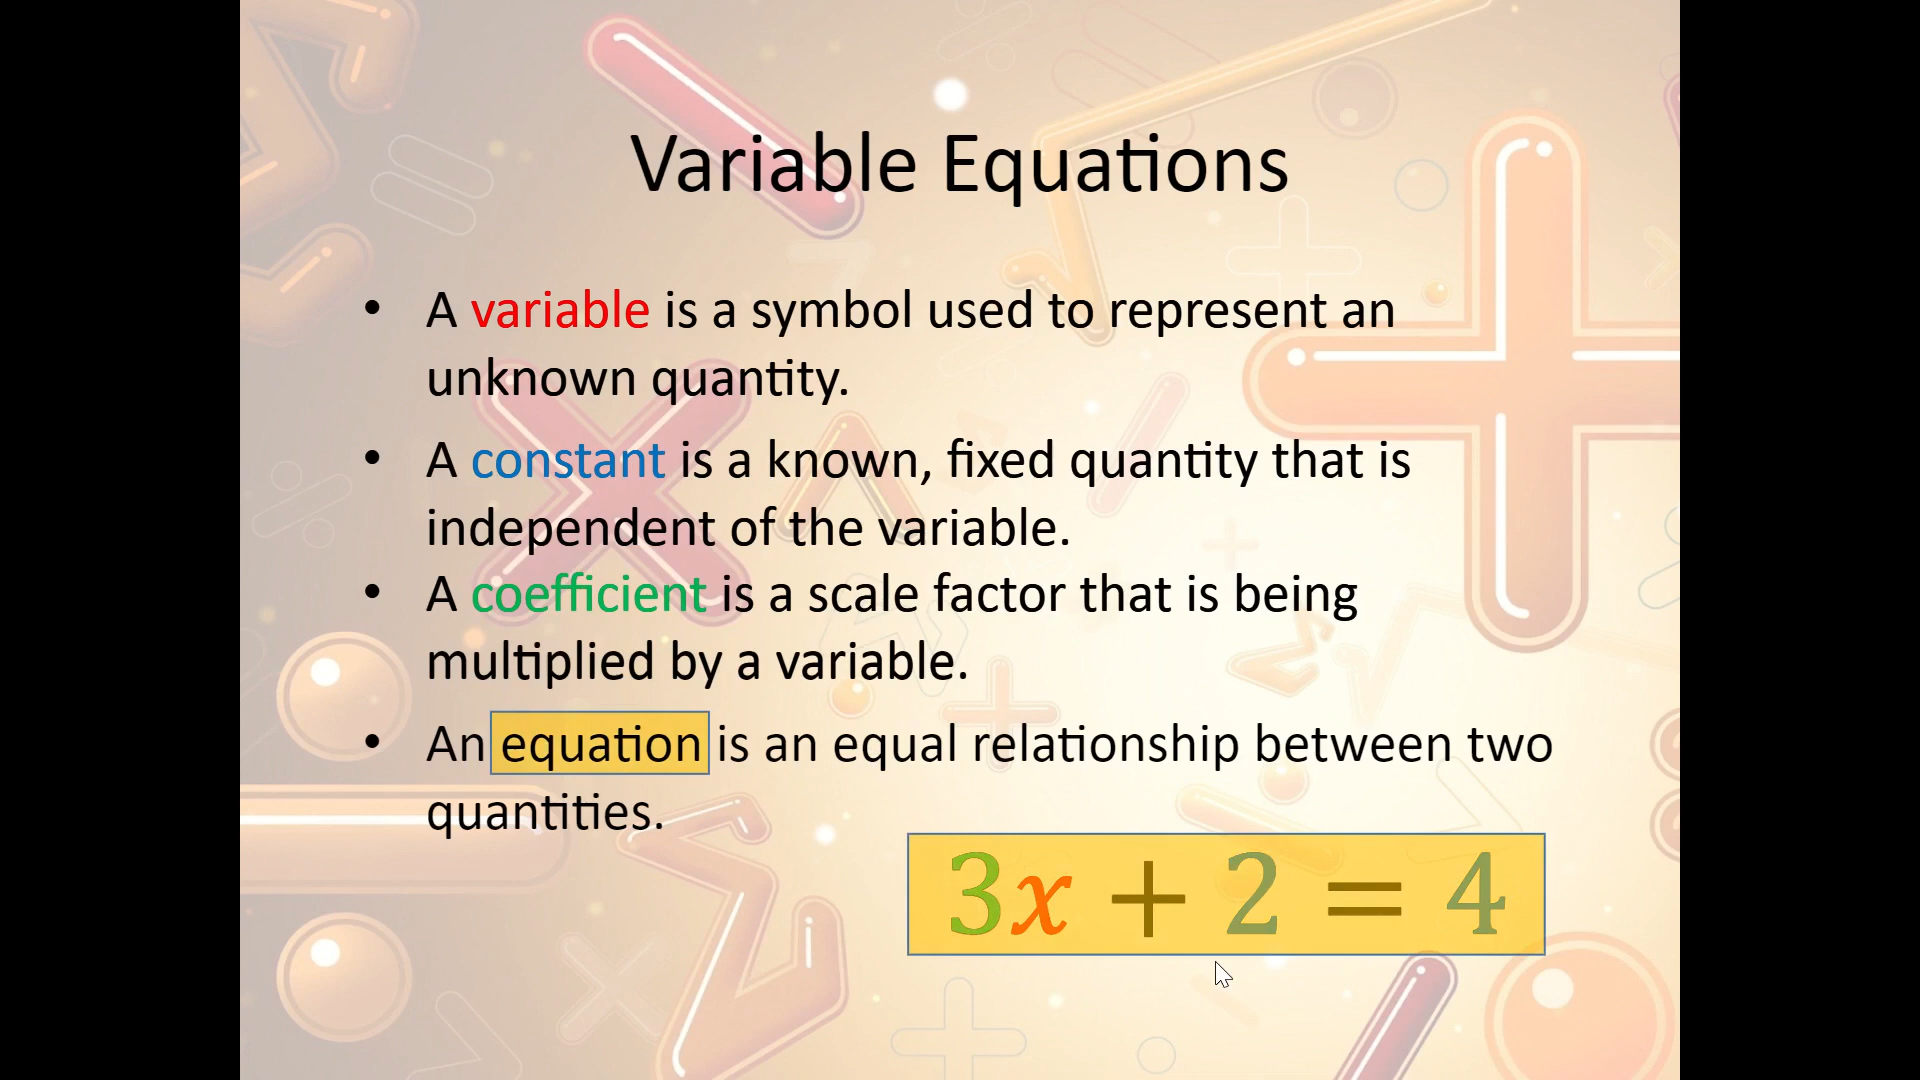 Variable Equations
• A variable is a symbol used to represent an
unknown quantity.
• A constant is a known, fixed quantity that is
independent of the variable.
• A coefficient is a scale factor that is being
multiplied by a variable.
• An equation is an equal relationship between two
quantities.
3x + 2 = 4